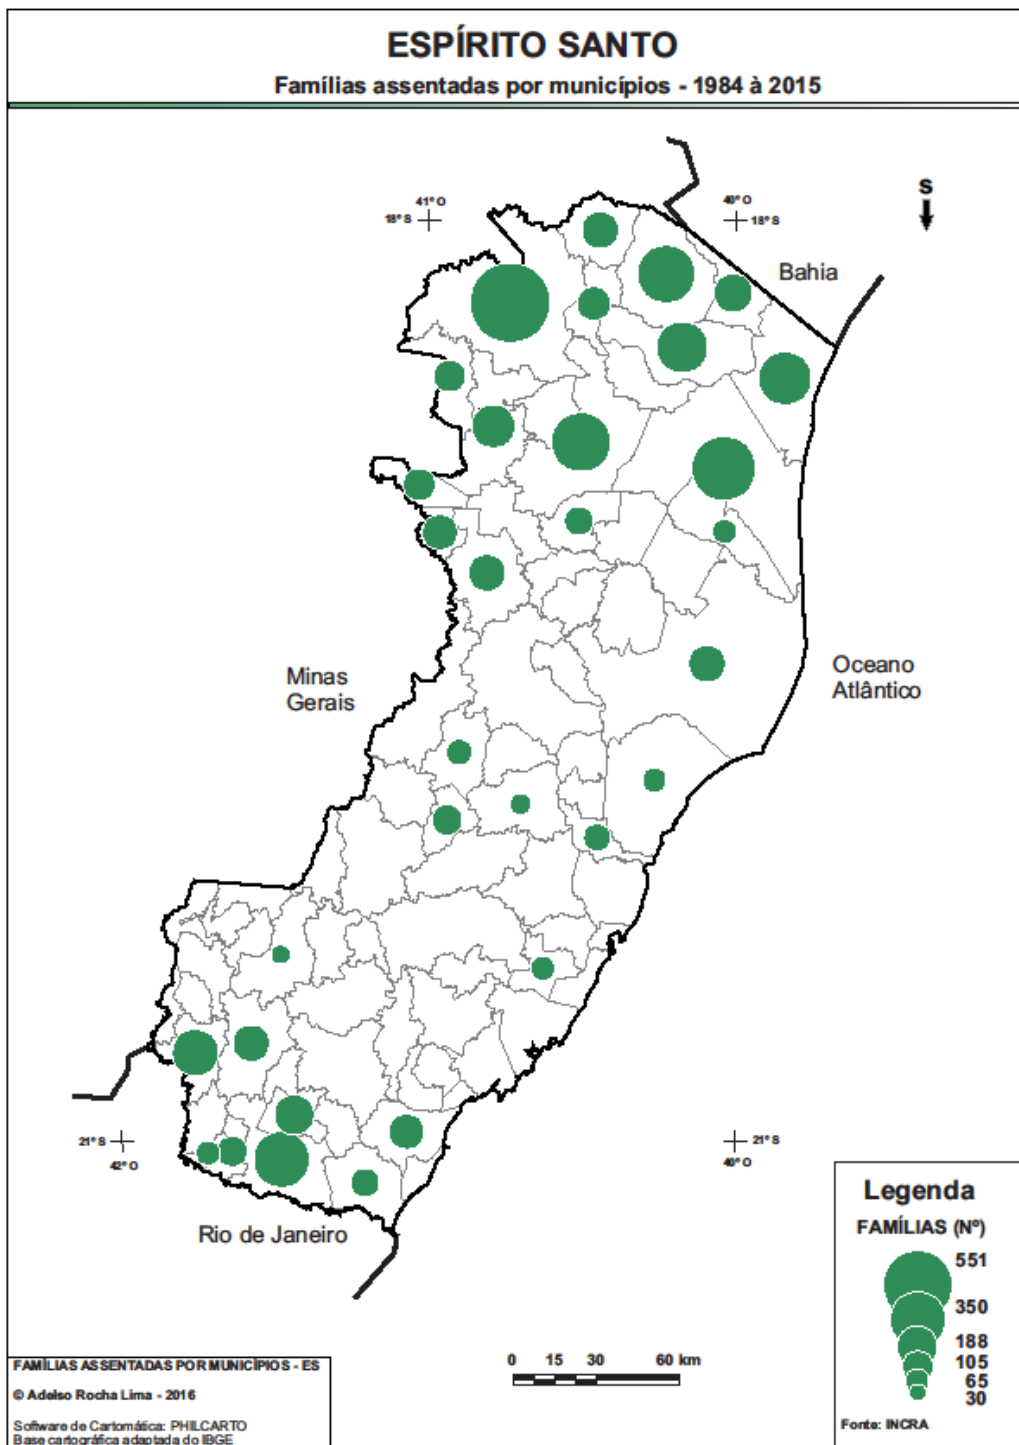 ESPÍRITO SANTO
Famílias assentadas por municípios - 1984 à 2015
S
41° O
18° S
40° O
18° S
Bahia
Minas
Gerais
Oceano
Atlântico
21° S
42° O
21° S
40° O
Rio de Janeiro
Legenda
FAMÍLIAS (Nº)
551
350
188
105
65
30
Fonte: INCRA
0 15 30 60 km
FAMÍLIAS ASSENTADAS POR MUNICÍPIOS - ES
© Adelso Rocha Lima - 2016
Software de Cartomática: PHILCARTO
Base cartográfica adaptada do IBGE